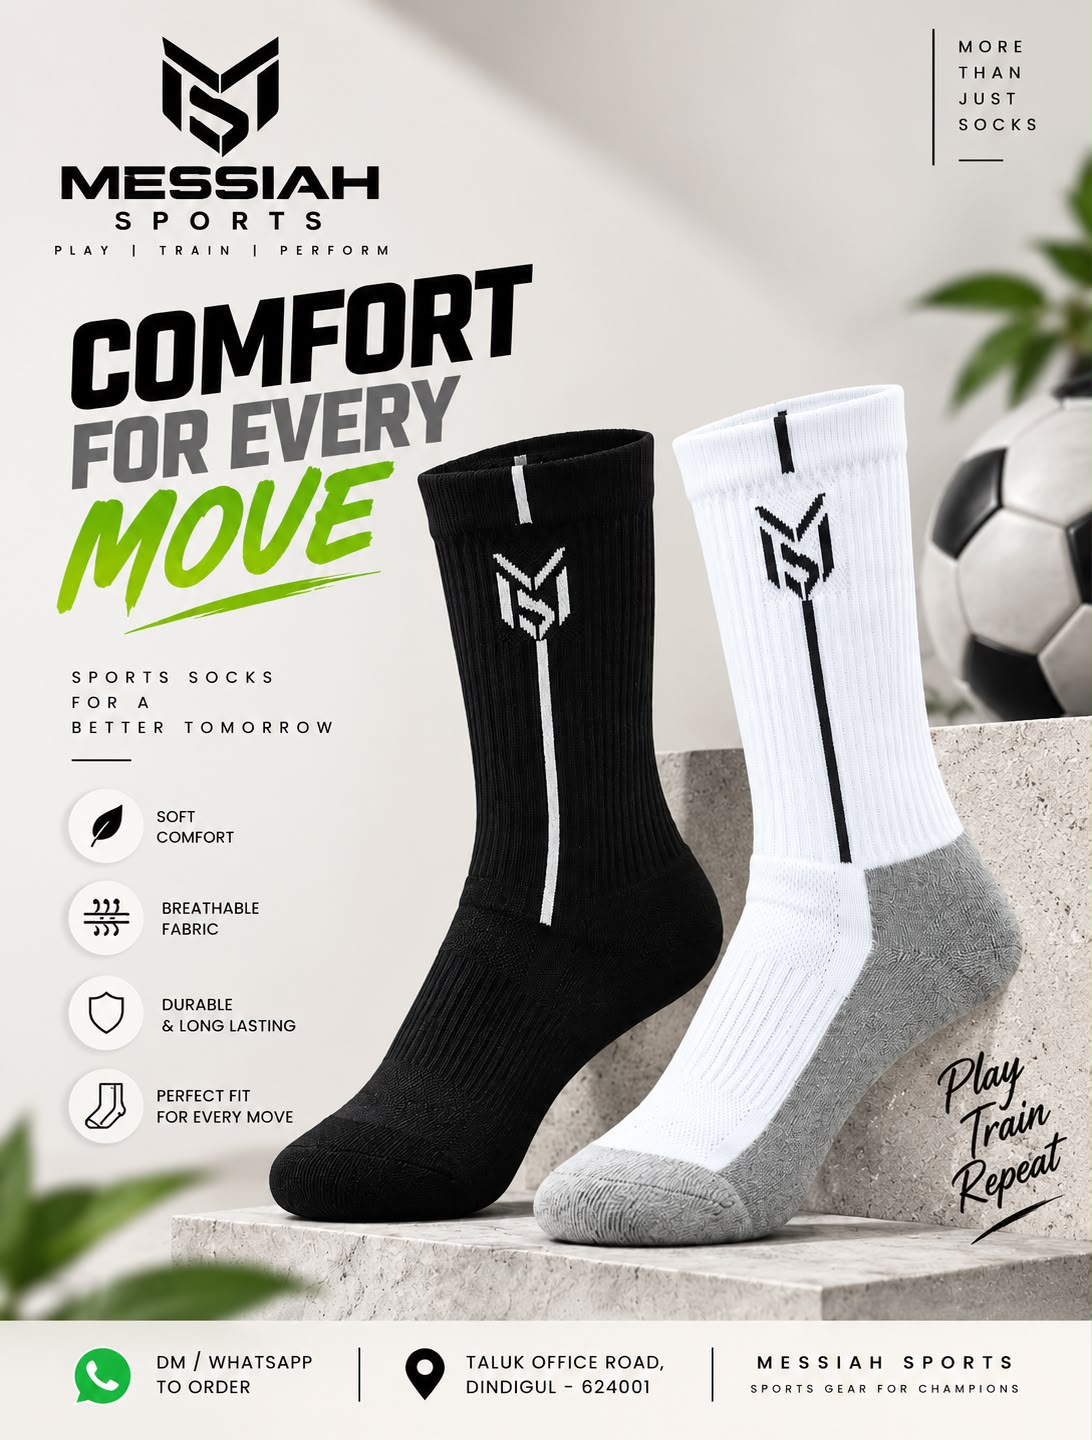 MESSIAH
SPORTS
PLAY | TRAIN | PERFORM
MORE
THAN
JUST
SOCKS
COMFORT
FOR EVERY
MOVE
SPORTS SOCKS
FOR A
BETTER TOMORROW
SOFT
COMFORT
BREATHABLE
FABRIC
DURABLE
& LONG LASTING
PERFECT FIT
FOR EVERY MOVE
Play
Train
Repeat
DM / WHATSAPP
TO ORDER
TALUK OFFICE ROAD,
DINDIGUL - 624001
MESSIAH SPORTS
SPORTS GEAR FOR CHAMPIONS